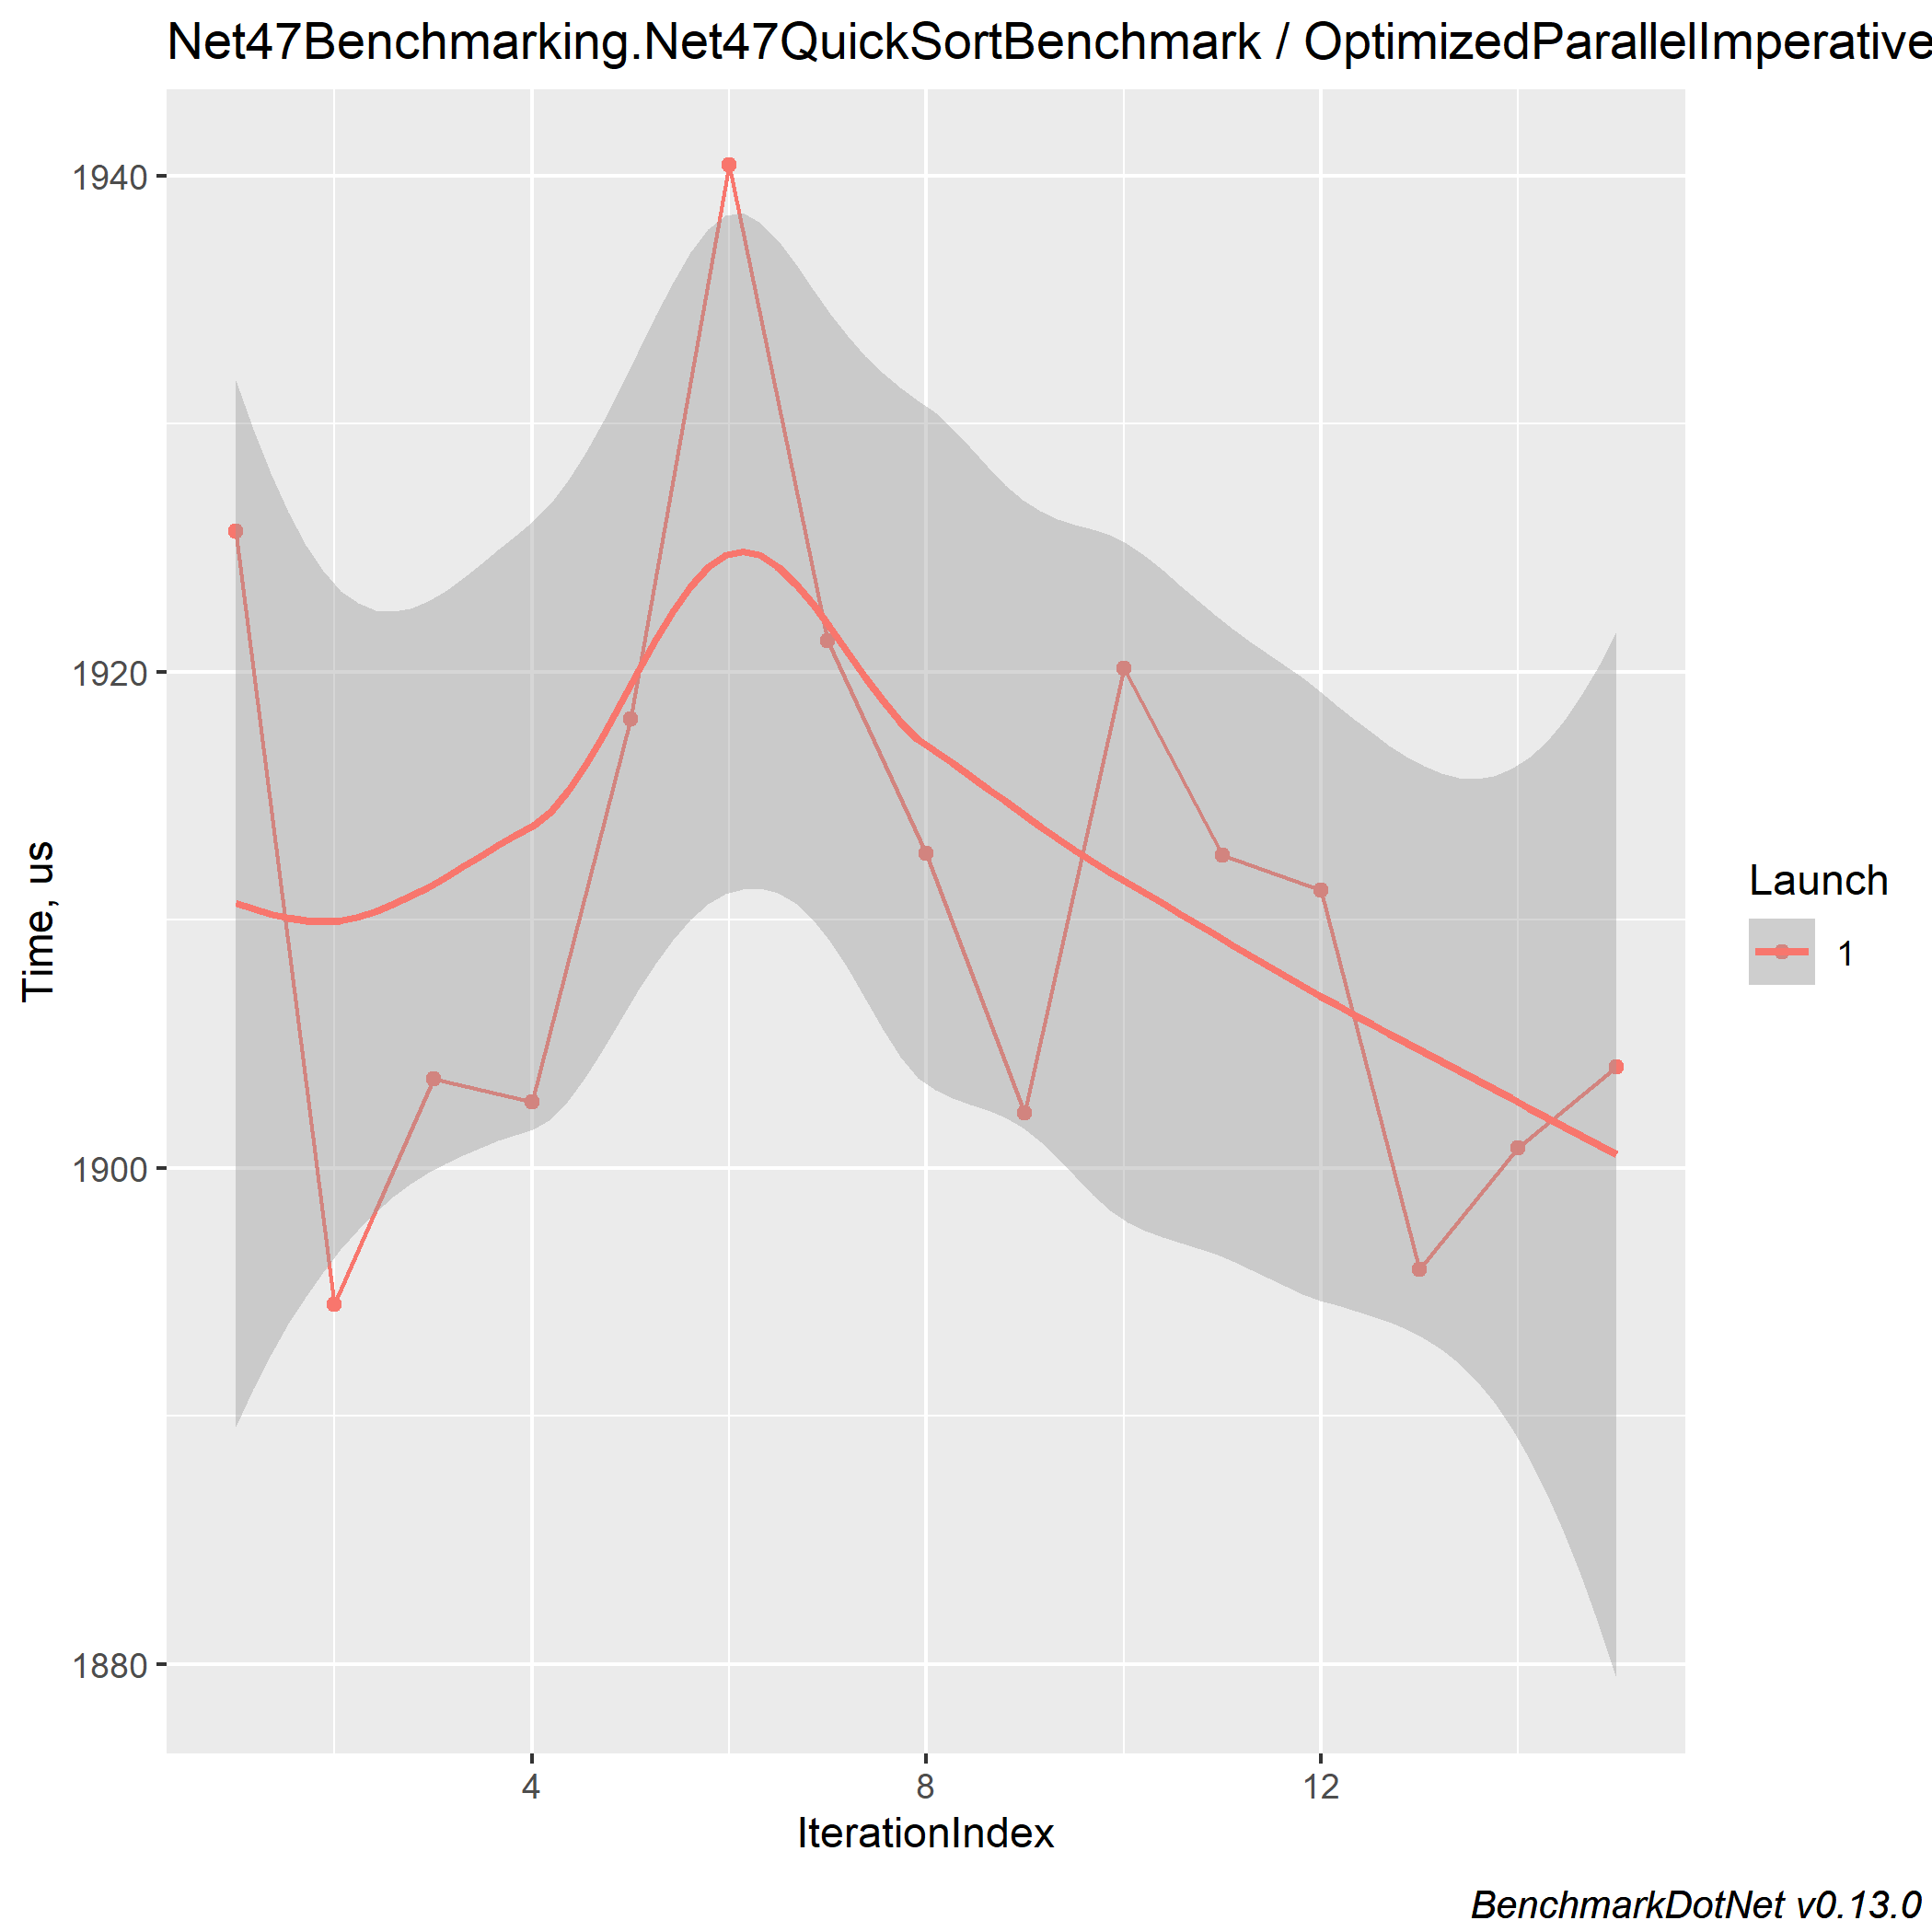 Net47Benchmarking.Net47QuickSortBenchmark / OptimizedParallelImperative
1940
1920
1900
1880
Time, us
4 8 12
IterationIndex
Launch
1
BenchmarkDotNet v0.13.0